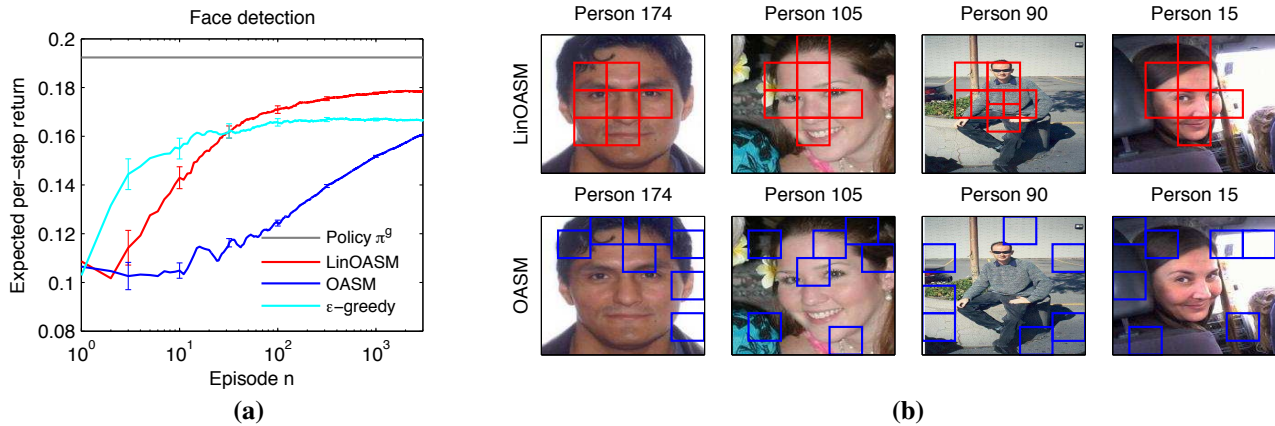 Face detection
Expected per-step return
0.2
0.18
0.16
0.14
0.12
0.1
0.08
Policy π^g
LinOASM
OASM
ε−greedy
10^0
10^1
10^2
10^3
Episode n
(a)
Person 174
Person 105
Person 90
Person 15
LinOASM
Person 174
Person 105
Person 90
Person 15
OASM
(b)